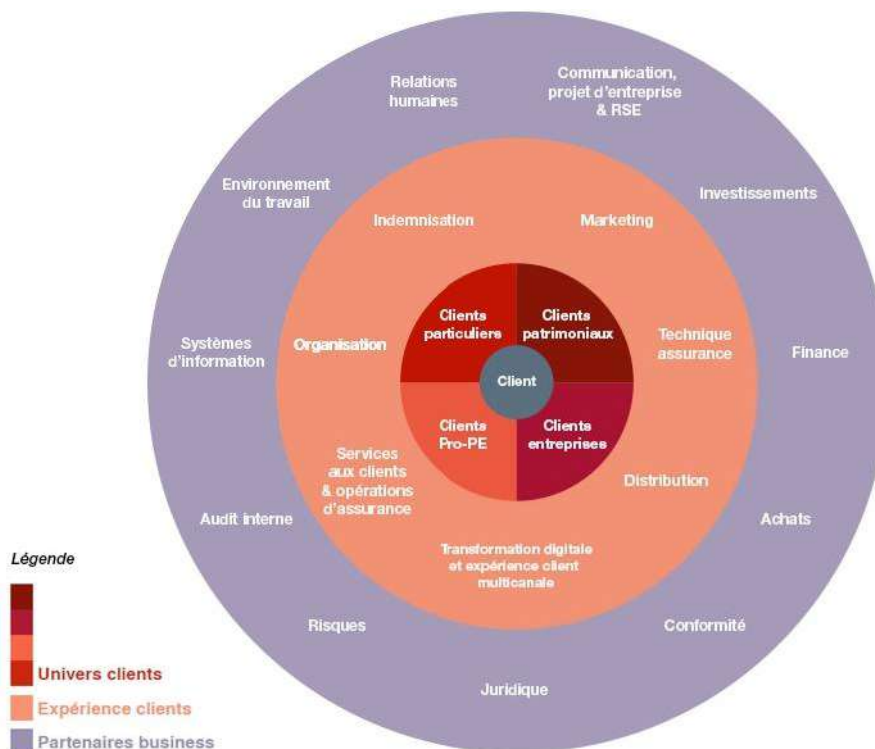 Relations
humaines
Communication,
projet d'entreprise
& RSE
Environnement
du travail
Investissements
Indemnisation
Marketing
Clients
particuliers
Clients
patrimoniaux
Systèmes
d'information
Organisation
Technique
assurance
Finance
Client
Clients
Pro-PE
Clients
entreprises
Services
aux clients
& opérations
d'assurance
Distribution
Audit interne
Achats
Transformation digitale
et expérience client
multicanale
Risques
Conformité
Juridique
Légende
Univers clients
Expérience clients
Partenaires business